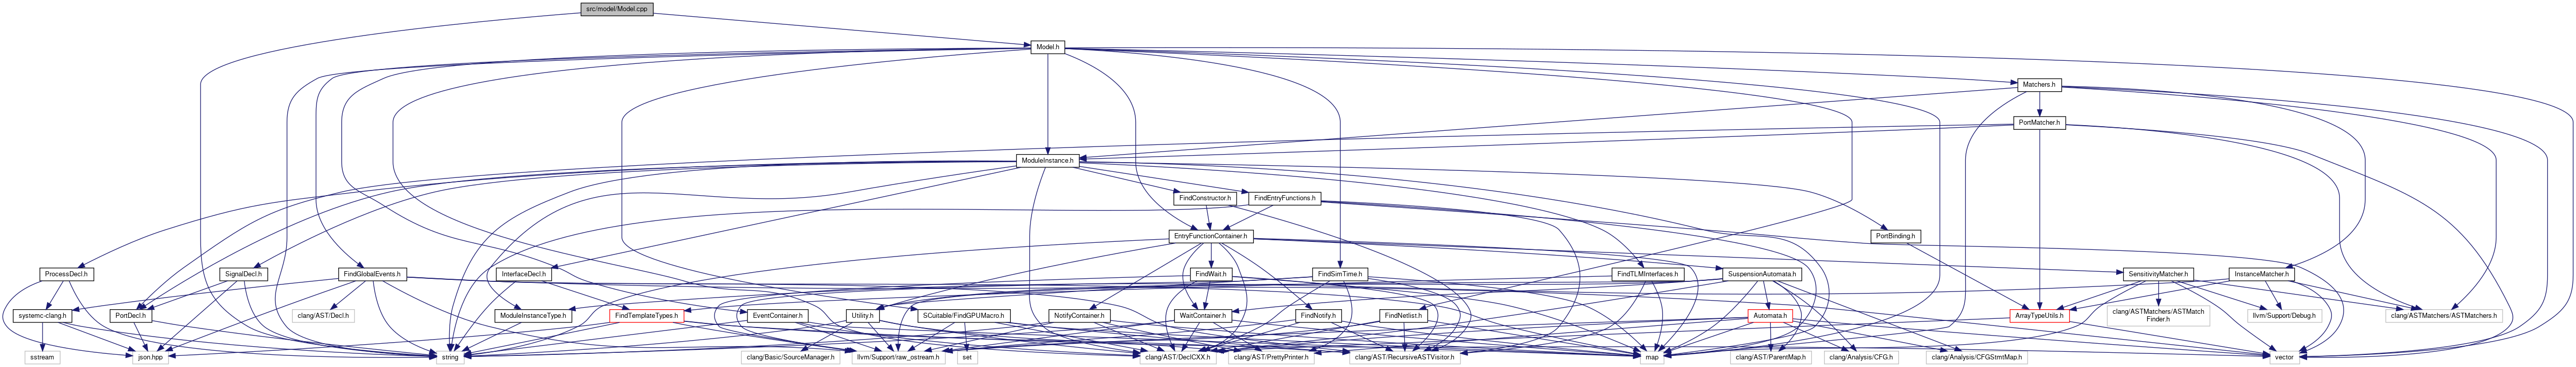 src/model/Model.cpp
Model.h
Matchers.h
PortMatcher.h
ModuleInstance.h
FindConstructor.h
FindEntryFunctions.h
EntryFunctionContainer.h
PortBinding.h
ProcessDecl.h
SignalDecl.h
FindGlobalEvents.h
InterfaceDecl.h
FindWait.h
FindSimTime.h
FindTLMInterfaces.h
SuspensionAutomata.h
SensitivityMatcher.h
InstanceMatcher.h
systemc-clang.h
PortDecl.h
clang/AST/Decl.h
ModuleInstanceType.h
FindTemplateTypes.h
EventContainer.h
Utility.h
SCuitable/FindGPUMacro.h
NotifyContainer.h
WaitContainer.h
FindNotify.h
FindNetlist.h
Automata.h
ArrayTypeUtils.h
clang/ASTMatchers/ASTMatch
Finder.h
llvm/Support/Debug.h
clang/ASTMatchers/ASTMatchers.h
sstream
json.hpp
string
clang/Basic/SourceManager.h
llvm/Support/raw_ostream.h
set
clang/AST/DeclCXX.h
clang/AST/PrettyPrinter.h
clang/AST/RecursiveASTVisitor.h
map
clang/AST/ParentMap.h
clang/Analysis/CFG.h
clang/Analysis/CFGStmtMap.h
vector